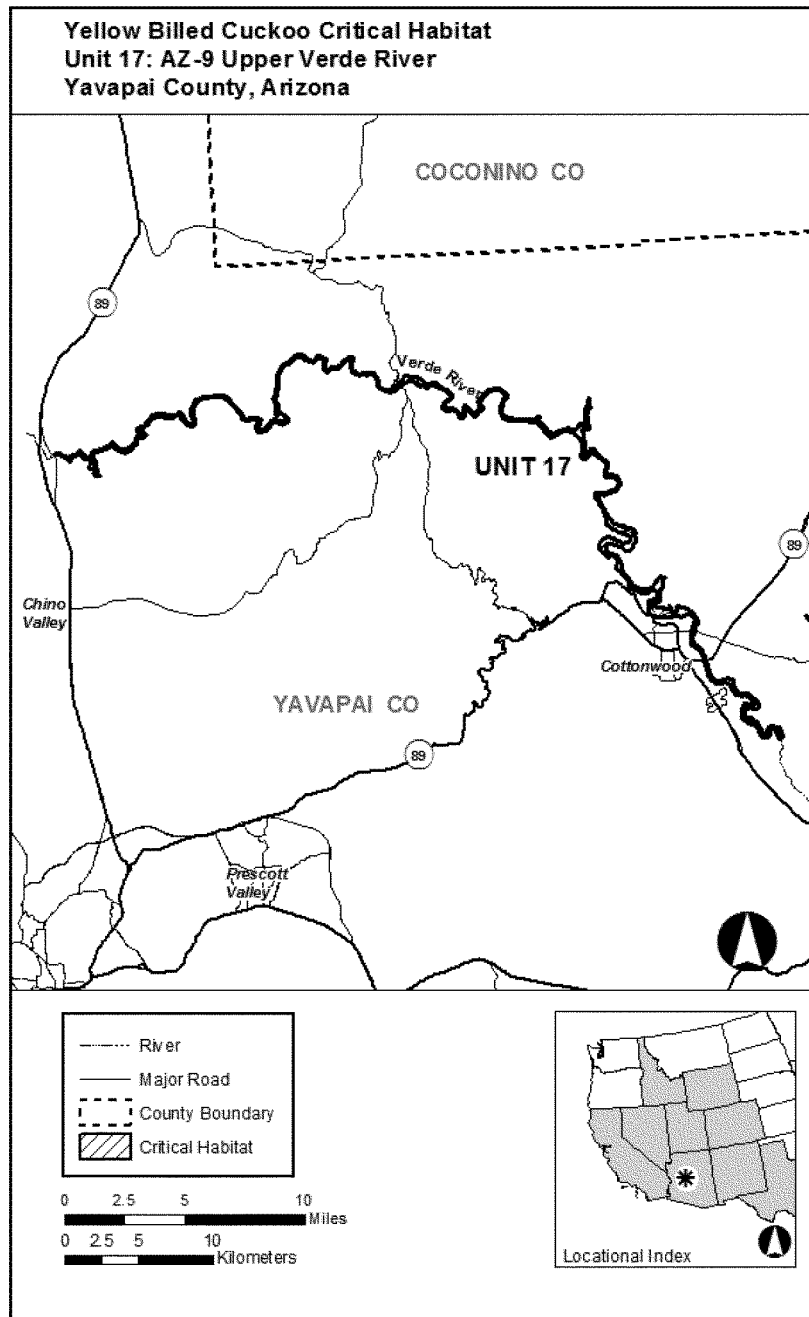 Yellow Billed Cuckoo Critical Habitat
Unit 17: AZ-9 Upper Verde River
Yavapai County, Arizona
COCONINO CO
89
Verde River
UNIT 17
89
Chino
Valley
Cottonwood
YAVAPAI CO
89
Prescott
Valley
River
Major Road
County Boundary
Critical Habitat
0 2.5 5 10
Miles
0 2.5 5 10
Kilometers
Locational Index